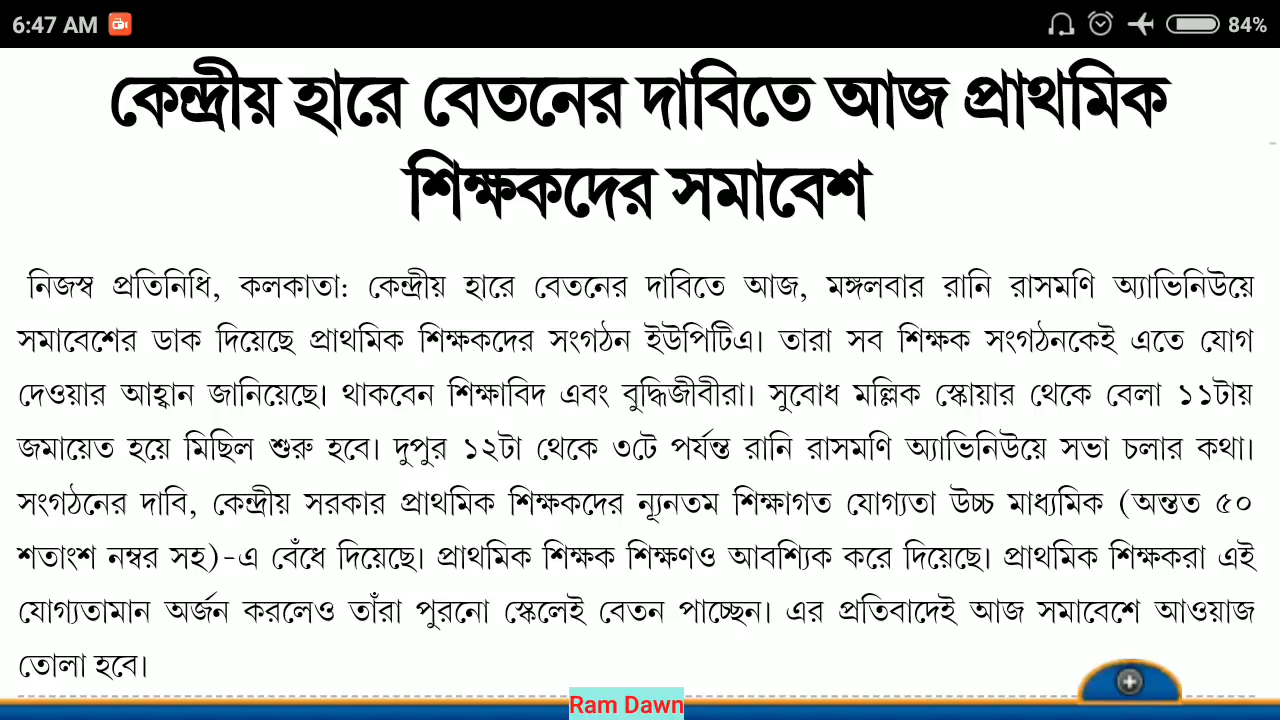 6:47 AM
84%
কেন্দ্রীয় হারে বেতনের দাবিতে আজ প্রাথমিক
শিক্ষকদের সমাবেশ
নিজস্ব প্রতিনিধি, কলকাতা: কেন্দ্রীয় হারে বেতনের দাবিতে আজ, মঙ্গলবার রানি রাসমণি অ্যাভিনিউয়ে
সমাবেশের ডাক দিয়েছে প্রাথমিক শিক্ষকদের সংগঠন ইউপিটিএ। তারা সব শিক্ষক সংগঠনকেই এতে যোগ
দেওয়ার আহ্বান জানিয়েছে। থাকবেন শিক্ষাবিদ এবং বুদ্ধিজীবীরা। সুবোধ মল্লিক স্কোয়ার থেকে বেলা ১১টায়
জমায়েত হয়ে মিছিল শুরু হবে। দুপুর ১২টা থেকে ৩টে পর্যন্ত রানি রাসমণি অ্যাভিনিউয়ে সভা চলার কথা।
সংগঠনের দাবি, কেন্দ্রীয় সরকার প্রাথমিক শিক্ষকদের ন্যূনতম শিক্ষাগত যোগ্যতা উচ্চ মাধ্যমিক (অন্তত ৫০
শতাংশ নম্বর সহ)-এ বেঁধে দিয়েছে। প্রাথমিক শিক্ষক শিক্ষণও আবশ্যিক করে দিয়েছে। প্রাথমিক শিক্ষকরা এই
যোগ্যতামান অর্জন করলেও তাঁরা পুরনো স্কেলেই বেতন পাচ্ছেন। এর প্রতিবাদেই আজ সমাবেশে আওয়াজ
তোলা হবে।
Ram Dawn